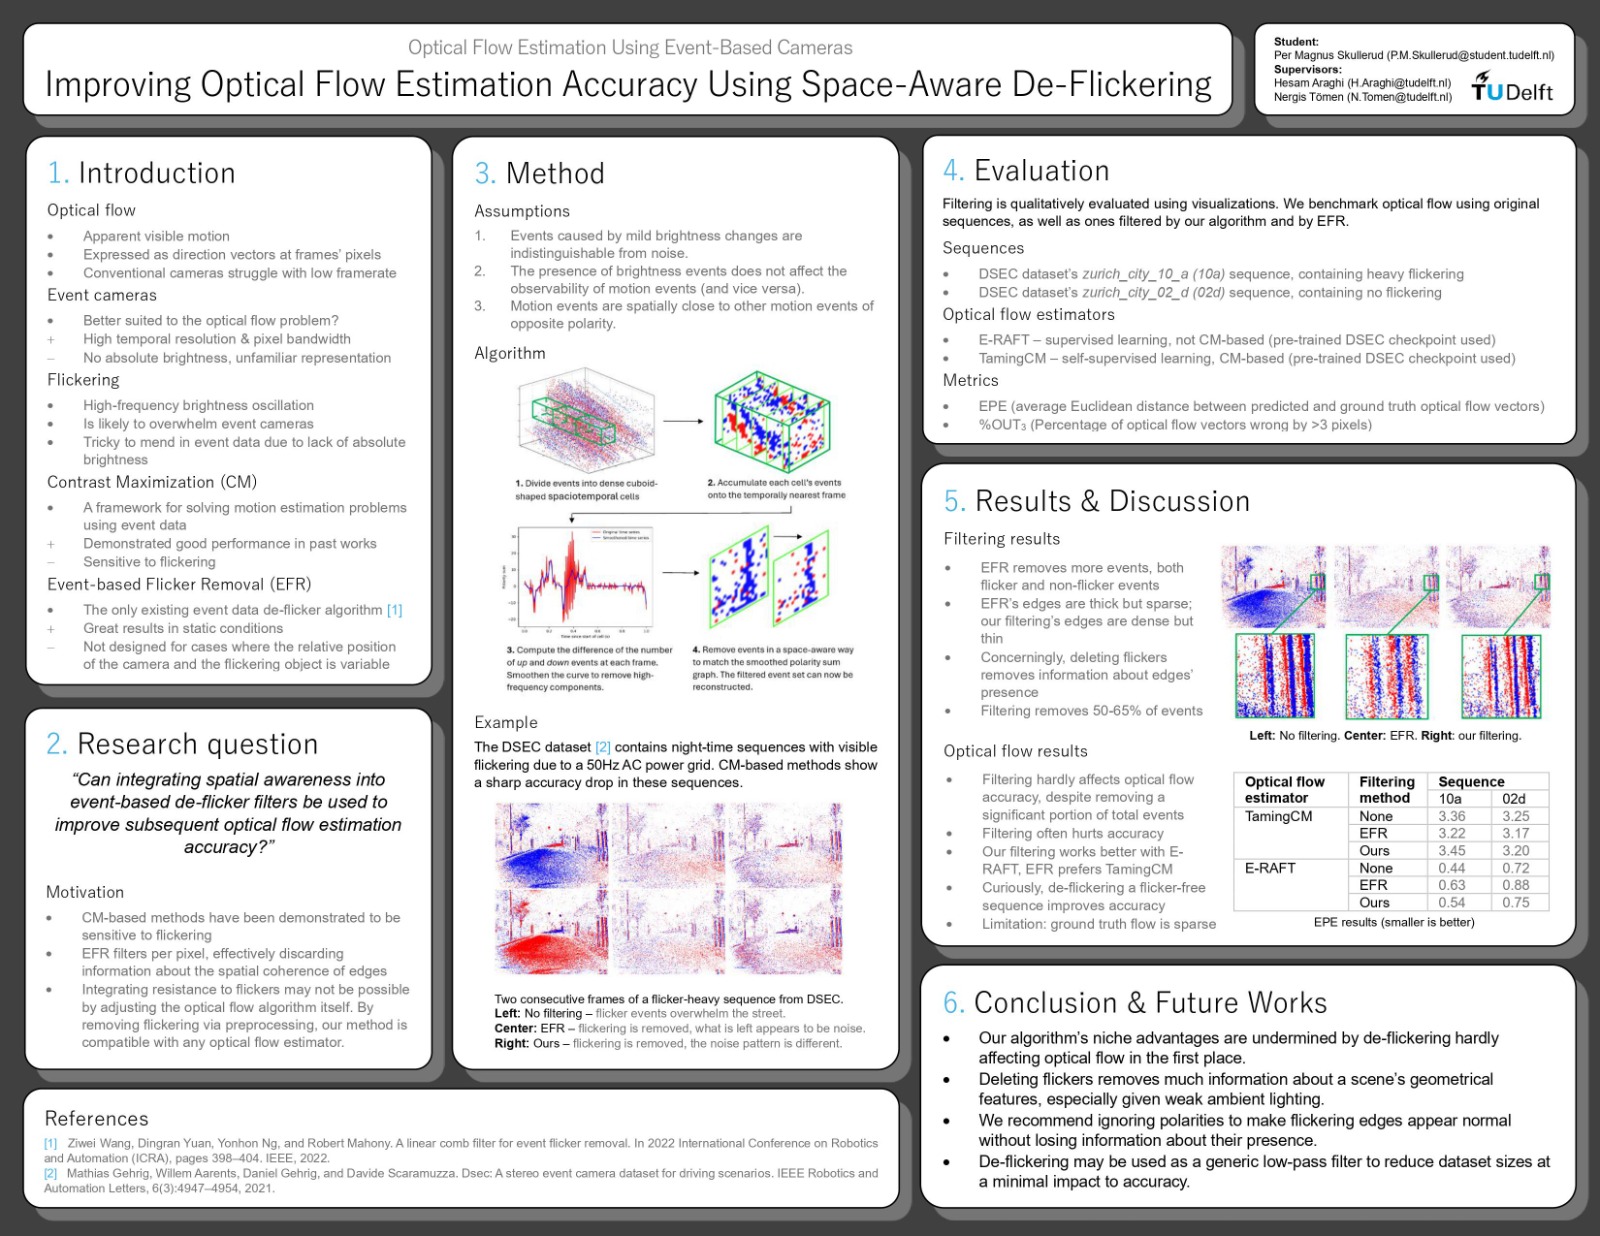 Optical Flow Estimation Using Event-Based Cameras
Improving Optical Flow Estimation Accuracy Using Space-Aware De-Flickering
Student:
Per Magnus Skullerud (P.M.Skullerud@student.tudelft.nl)
Supervisors:
Hesam Araghi (H.Araghi@tudelft.nl)
Nergis Tömen (N.Tomen@tudelft.nl)
TU Delft
1. Introduction
Optical flow
• Apparent visible motion
• Expressed as direction vectors at frames' pixels
• Conventional cameras struggle with low framerate
Event cameras
• Better suited to the optical flow problem?
+ High temporal resolution & pixel bandwidth
– No absolute brightness, unfamiliar representation
Flickering
• High-frequency brightness oscillation
• Is likely to overwhelm event cameras
• Tricky to mend in event data due to lack of absolute
brightness
Contrast Maximization (CM)
• A framework for solving motion estimation problems
using event data
+ Demonstrated good performance in past works
– Sensitive to flickering
Event-based Flicker Removal (EFR)
• The only existing event data de-flicker algorithm [1]
+ Great results in static conditions
– Not designed for cases where the relative position
of the camera and the flickering object is variable
2. Research question
“Can integrating spatial awareness into
event-based de-flicker filters be used to
improve subsequent optical flow estimation
accuracy?”
Motivation
• CM-based methods have been demonstrated to be
sensitive to flickering
• EFR filters per pixel, effectively discarding
information about the spatial coherence of edges
• Integrating resistance to flickers may not be possible
by adjusting the optical flow algorithm itself. By
removing flickering via preprocessing, our method is
compatible with any optical flow estimator.
3. Method
Assumptions
1. Events caused by mild brightness changes are
indistinguishable from noise.
2. The presence of brightness events does not affect the
observability of motion events (and vice versa).
3. Motion events are spatially close to other motion events of
opposite polarity.
Algorithm
1. Divide events into dense cuboid-
shaped spaciotemporal cells
2. Accumulate each cell's events
onto the temporally nearest frame
Original time series
Smoothened time series
Time since start of cell (s)
3. Compute the difference of the number
of up and down events at each frame.
Smoothen the curve to remove high-
frequency components.
4. Remove events in a space-aware way
to match the smoothed polarity sum
graph. The filtered event set can now be
reconstructed.
Example
The DSEC dataset [2] contains night-time sequences with visible
flickering due to a 50Hz AC power grid. CM-based methods show
a sharp accuracy drop in these sequences.
Two consecutive frames of a flicker-heavy sequence from DSEC.
Left: No filtering – flicker events overwhelm the street.
Center: EFR – flickering is removed, what is left appears to be noise.
Right: Ours – flickering is removed, the noise pattern is different.
4. Evaluation
Filtering is qualitatively evaluated using visualizations. We benchmark optical flow using original
sequences, as well as ones filtered by our algorithm and by EFR.
Sequences
• DSEC dataset's zurich_city_10_a (10a) sequence, containing heavy flickering
• DSEC dataset's zurich_city_02_d (02d) sequence, containing no flickering
Optical flow estimators
• E-RAFT – supervised learning, not CM-based (pre-trained DSEC checkpoint used)
• TamingCM – self-supervised learning, CM-based (pre-trained DSEC checkpoint used)
Metrics
• EPE (average Euclidean distance between predicted and ground truth optical flow vectors)
• %OUT₃ (Percentage of optical flow vectors wrong by >3 pixels)
5. Results & Discussion
Filtering results
• EFR removes more events, both
flicker and non-flicker events
• EFR's edges are thick but sparse;
our filtering's edges are dense but
thin
• Concerningly, deleting flickers
removes information about edges'
presence
• Filtering removes 50-65% of events
Left: No filtering. Center: EFR. Right: our filtering.
Optical flow results
• Filtering hardly affects optical flow
accuracy, despite removing a
significant portion of total events
• Filtering often hurts accuracy
• Our filtering works better with E-
RAFT, EFR prefers TamingCM
• Curiously, de-flickering a flicker-free
sequence improves accuracy
• Limitation: ground truth flow is sparse
Optical flow estimator Filtering method Sequence
10a 02d
TamingCM None 3.36 3.25
EFR 3.22 3.17
Ours 3.45 3.20
E-RAFT None 0.44 0.72
EFR 0.63 0.88
Ours 0.54 0.75
EPE results (smaller is better)
6. Conclusion & Future Works
• Our algorithm's niche advantages are undermined by de-flickering hardly
affecting optical flow in the first place.
• Deleting flickers removes much information about a scene's geometrical
features, especially given weak ambient lighting.
• We recommend ignoring polarities to make flickering edges appear normal
without losing information about their presence.
• De-flickering may be used as a generic low-pass filter to reduce dataset sizes at
a minimal impact to accuracy.
References
[1] Ziwei Wang, Dingran Yuan, Yonhon Ng, and Robert Mahony. A linear comb filter for event flicker removal. In 2022 International Conference on Robotics
and Automation (ICRA), pages 398–404. IEEE, 2022.
[2] Mathias Gehrig, Willem Aarents, Daniel Gehrig, and Davide Scaramuzza. Dsec: A stereo event camera dataset for driving scenarios. IEEE Robotics and
Automation Letters, 6(3):4947–4954, 2021.